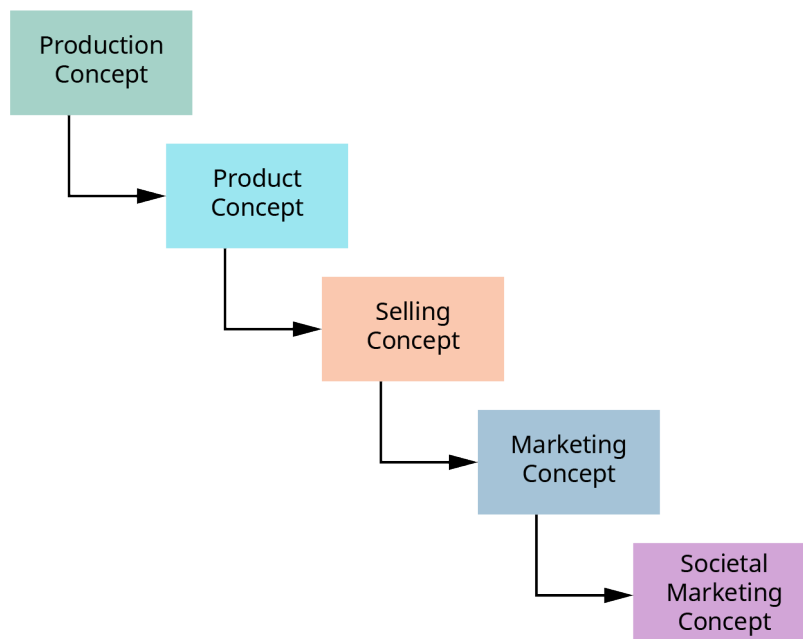 Production
Concept
Product
Concept
Selling
Concept
Marketing
Concept
Societal
Marketing
Concept